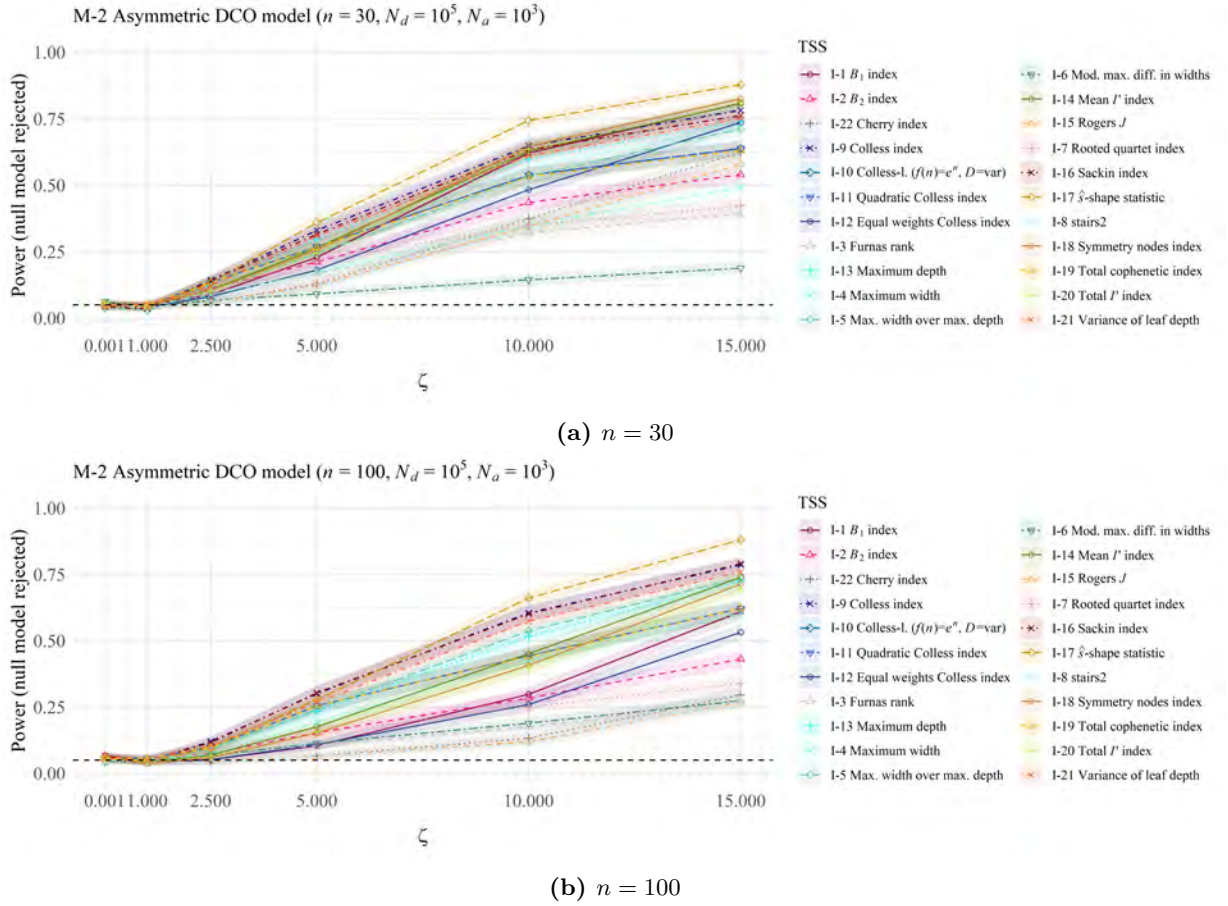 M-2 Asymmetric DCO model (n = 30, N_d = 10^5, N_a = 10^3)
Power (null model rejected)
1.00
0.75
0.50
0.25
0.00
0.0011.000 2.500 5.000 10.000 15.000
ζ
TSS
I-1 B₁ index
I-2 B₂ index
I-22 Cherry index
I-9 Colless index
I-10 Colless-l. (f(n)=eⁿ, D=var)
I-11 Quadratic Colless index
I-12 Equal weights Colless index
I-3 Furnas rank
I-13 Maximum depth
I-4 Maximum width
I-5 Max. width over max. depth
I-6 Mod. max. diff. in widths
I-14 Mean I' index
I-15 Rogers J
I-7 Rooted quartet index
I-16 Sackin index
I-17 ŝ-shape statistic
I-8 stairs2
I-18 Symmetry nodes index
I-19 Total cophenetic index
I-20 Total I' index
I-21 Variance of leaf depth
(a) n = 30
M-2 Asymmetric DCO model (n = 100, N_d = 10^5, N_a = 10^3)
Power (null model rejected)
1.00
0.75
0.50
0.25
0.00
0.0011.000 2.500 5.000 10.000 15.000
ζ
TSS
I-1 B₁ index
I-2 B₂ index
I-22 Cherry index
I-9 Colless index
I-10 Colless-l. (f(n)=eⁿ, D=var)
I-11 Quadratic Colless index
I-12 Equal weights Colless index
I-3 Furnas rank
I-13 Maximum depth
I-4 Maximum width
I-5 Max. width over max. depth
I-6 Mod. max. diff. in widths
I-14 Mean I' index
I-15 Rogers J
I-7 Rooted quartet index
I-16 Sackin index
I-17 ŝ-shape statistic
I-8 stairs2
I-18 Symmetry nodes index
I-19 Total cophenetic index
I-20 Total I' index
I-21 Variance of leaf depth
(b) n = 100